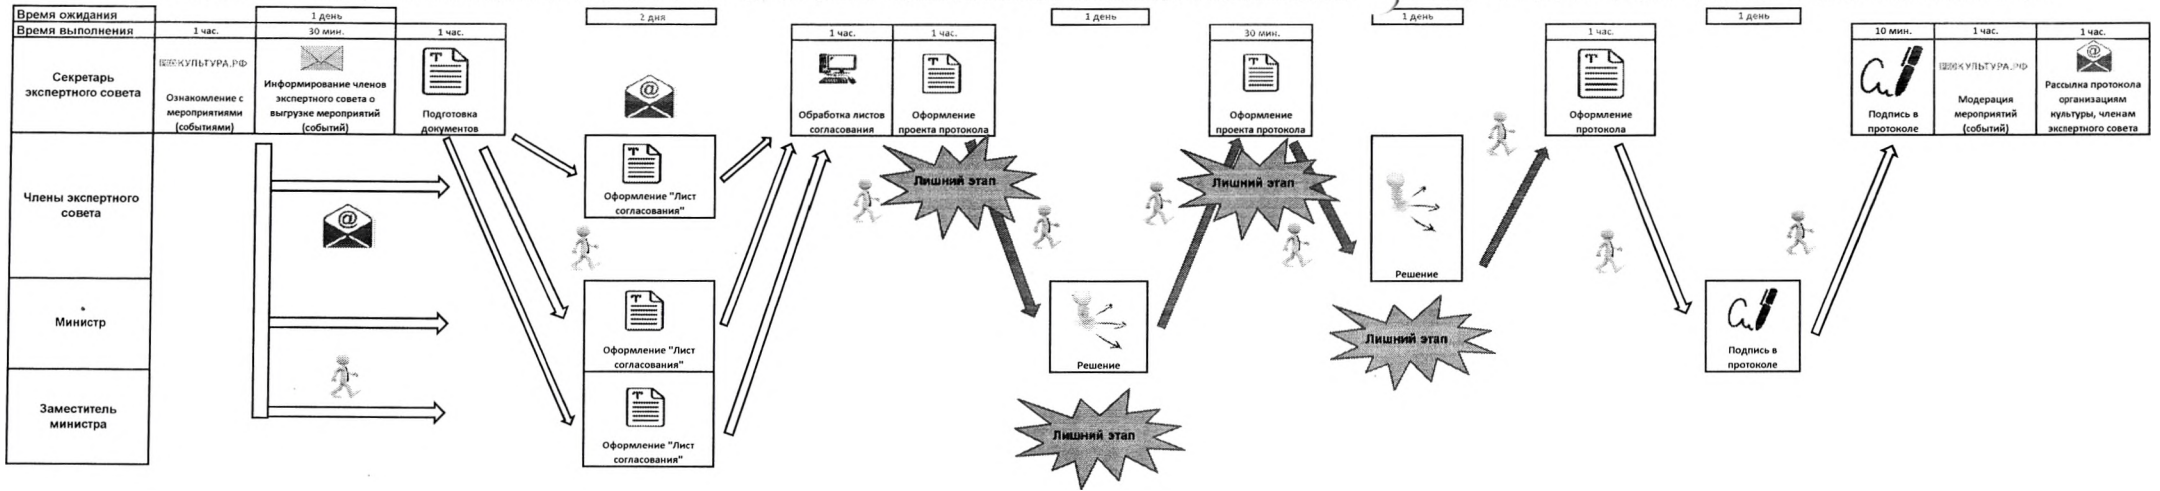 Время ожидания
1 день
2 дня
1 день
1 день
1 день
Время выполнения
1 час.
30 мин.
1 час.
1 час.
1 час.
30 мин.
1 час.
10 мин.
1 час.
1 час.
Секретарь
экспертного совета
КУЛЬТУРА.РФ
Ознакомление с
мероприятиями
(событиями)
Информирование членов
экспертного совета о
выгрузке мероприятий
(событий)
Подготовка
документов
Обработка листов
согласования
Оформление
проекта протокола
Оформление
проекта протокола
Оформление
протокола
Подпись в
протоколе
КУЛЬТУРА.РФ
Модерация
мероприятий
(событий)
Рассылка протокола
организациям
культуры, членам
экспертного совета
Члены экспертного
совета
Оформление "Лист
согласования"
Лишний этап
Лишний этап
Решение
Министр
Оформление "Лист
согласования"
Решение
Лишний этап
Подпись в
протоколе
Заместитель
министра
Оформление "Лист
согласования"
Лишний этап